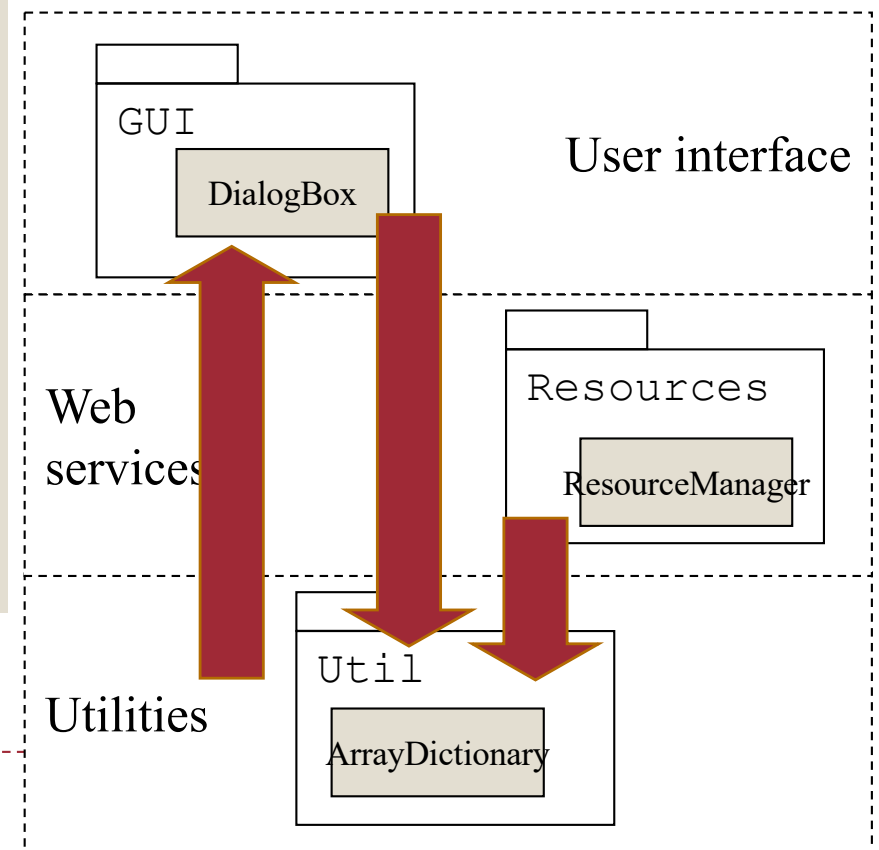 GUI
User interface
DialogBox
Resources
Web
services
ResourceManager
Util
Utilities
ArrayDictionary